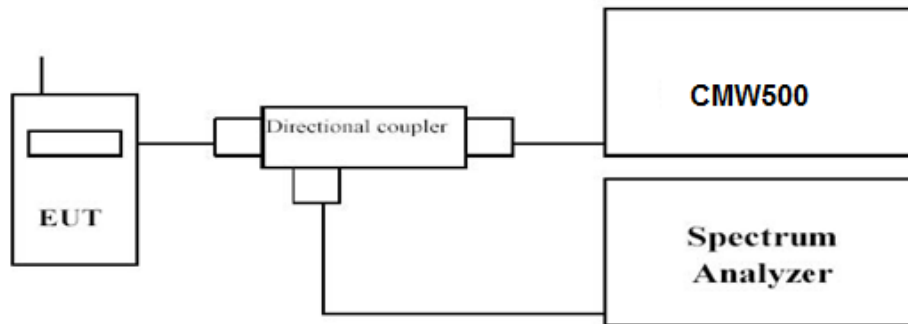 CMW500
Directional coupler
EUT
Spectrum
Analyzer